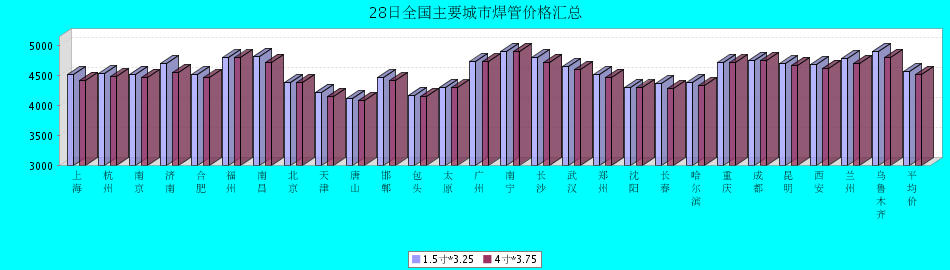 28日全国主要城市焊管价格汇总
5000
4500
4000
3500
3000
上海 杭州 南京 济南 合肥 福州 南昌 北京 天津 唐山 邯郸 包头 太原 广州 南宁 长沙 武汉 郑州 沈阳 长春 哈尔滨 重庆 成都 昆明 西安 兰州 乌鲁木齐 平均价
1.5寸*3.25 4寸*3.75